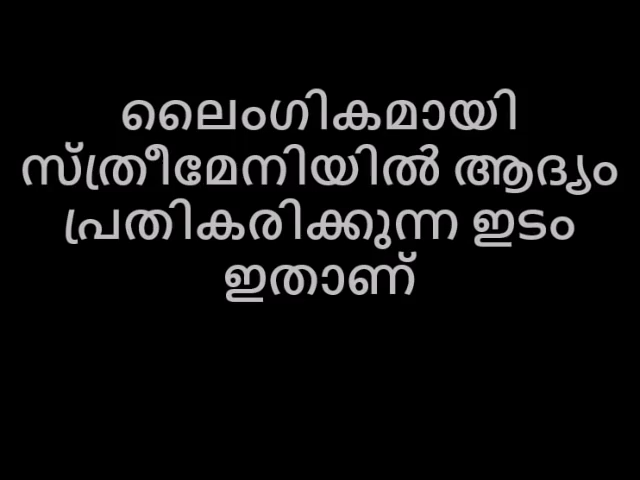 ലൈംഗികമായി
സ്ത്രീമേനിയിൽ ആദ്യം
പ്രതികരിക്കുന്ന ഇടം
ഇതാണ്